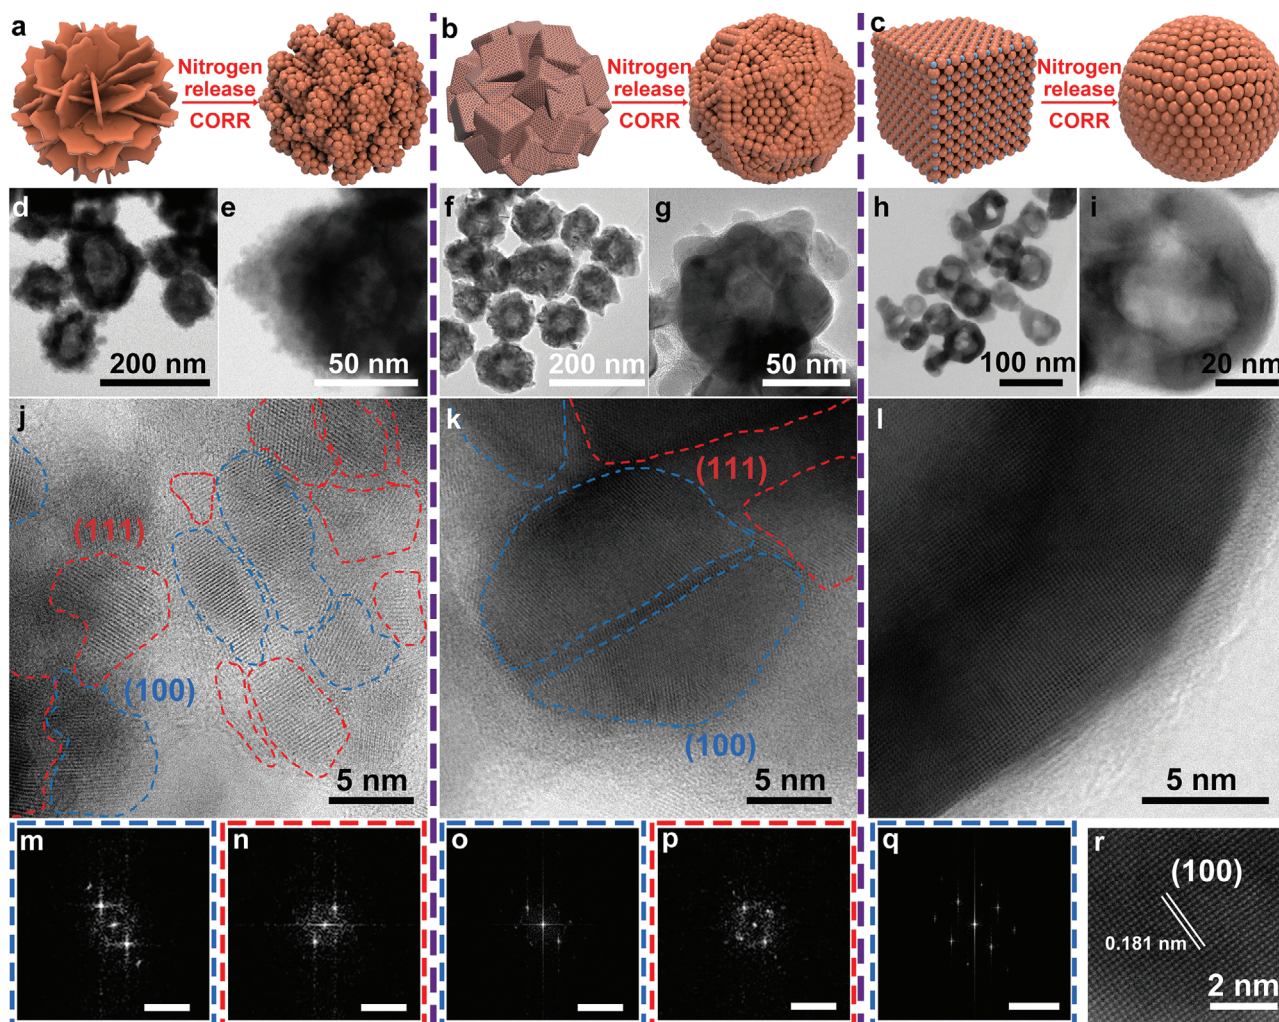 a
Nitrogen
release
CORR
b
Nitrogen
release
CORR
c
Nitrogen
release
CORR
d
200 nm
e
50 nm
f
200 nm
g
50 nm
h
100 nm
i
20 nm
j
(111)
(100)
5 nm
k
(111)
(100)
5 nm
l
5 nm
m
n
o
p
q
r
(100)
0.181 nm
2 nm